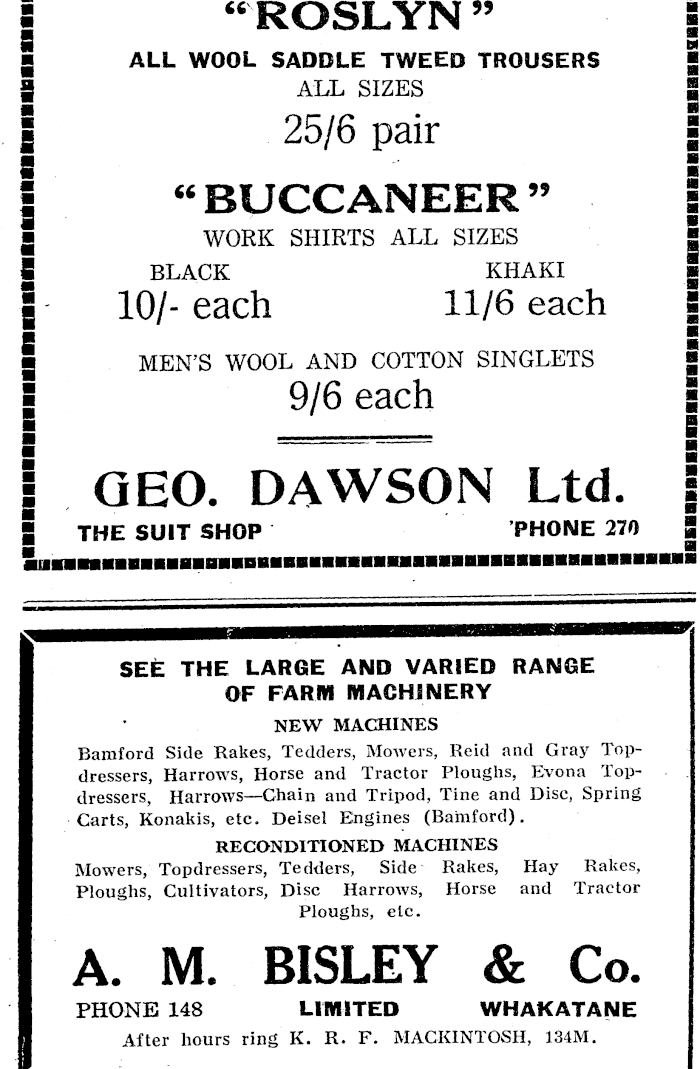 “ROSLYN”
ALL WOOL SADDLE TWEED TROUSERS
ALL SIZES
25/6 pair
“BUCCANEER”
WORK SHIRTS ALL SIZES
BLACK KHAKI
10/- each 11/6 each
MEN'S WOOL AND COTTON SINGLETS
9/6 each
GEO. DAWSON Ltd.
THE SUIT SHOP 'PHONE 270
SEE THE LARGE AND VARIED RANGE
OF FARM MACHINERY
NEW MACHINES
Bamford Side Rakes, Tedders, Mowers, Reid and Gray Top-
dressers, Harrows, Horse and Tractor Ploughs, Evona Top-
dressers, Harrows—Chain and Tripod, Tine and Disc, Spring
Carts, Konakis, etc. Deisel Engines (Bamford).
RECONDITIONED MACHINES
Mowers, Topdressers, Tedders, Side Rakes, Hay Rakes,
Ploughs, Cultivators, Disc Harrows, Horse and Tractor
Ploughs, etc.
A. M. BISLEY & Co.
PHONE 148 LIMITED WHAKATANE
After hours ring K. R. F. MACKINTOSH, 134M.